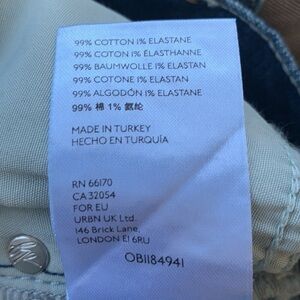 99% COTTON 1% ELASTANE
99% COTON 1% ÉLASTHANNE
99% BAUMWOLLE 1% ELASTAN
99% COTONE 1% ELASTAN
99% ALGODÓN 1% ELASTANE
99% 棉 1% 氨纶
MADE IN TURKEY
HECHO EN TURQUÍA
RN 66170
CA 32054
FOR EU
URBN UK Ltd.
146 Brick Lane,
LONDON E1 6RU
OB1184941